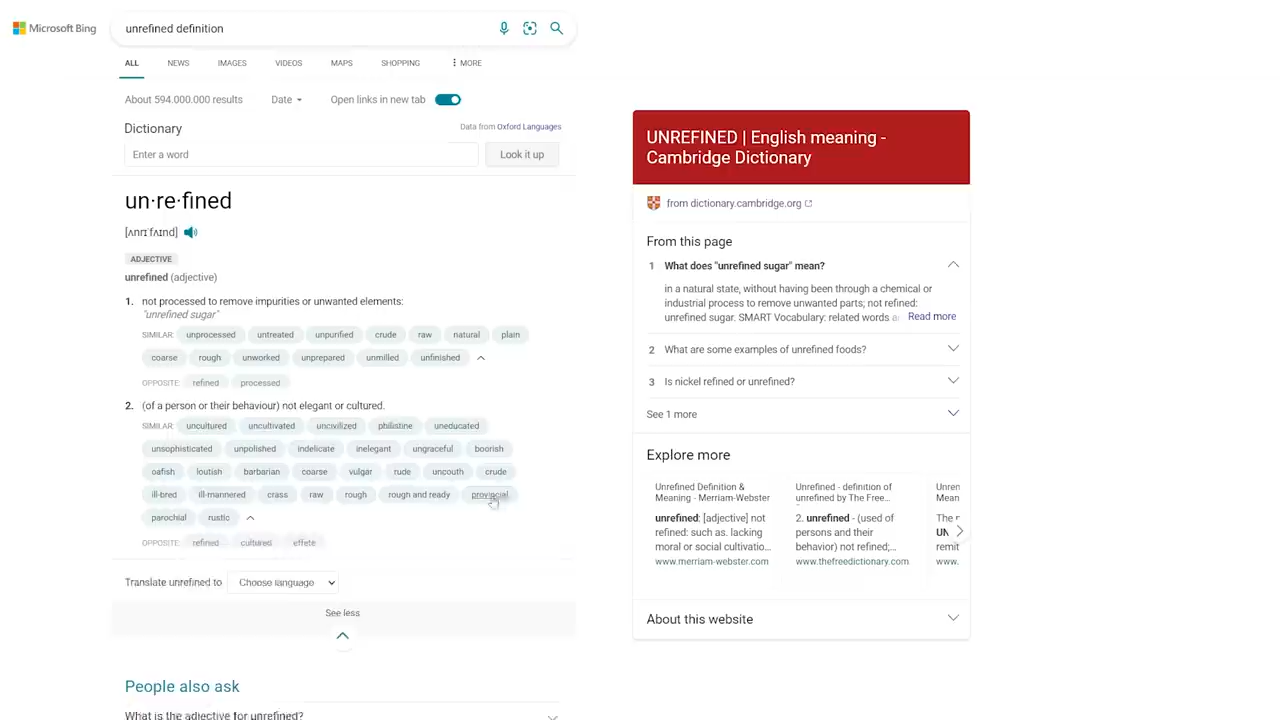 Microsoft Bing
unrefined definition
ALL NEWS IMAGES VIDEOS MAPS SHOPPING MORE
About 594.000.000 results Date Open links in new tab
Dictionary Data from Oxford Languages
Enter a word Look it up
un·re·fined
[ʌnrɪˈfʌɪnd]
ADJECTIVE
unrefined (adjective)
1. not processed to remove impurities or unwanted elements:
"unrefined sugar"
SIMILAR: unprocessed untreated unpurified crude raw natural plain
coarse rough unworked unprepared unmilled unfinished
OPPOSITE: refined processed
2. (of a person or their behaviour) not elegant or cultured.
SIMILAR: uncultured uncultivated uncivilized philistine uneducated
unsophisticated unpolished indelicate inelegant ungraceful boorish
oafish loutish barbarian coarse vulgar rude uncouth crude
ill-bred ill-mannered crass raw rough rough and ready provincial
parochial rustic
OPPOSITE: refined cultured effete
Translate unrefined to Choose language
See less
People also ask
What is the adjective for unrefined?
UNREFINED | English meaning -
Cambridge Dictionary
from dictionary.cambridge.org
From this page
1 What does "unrefined sugar" mean?
in a natural state, without having been through a chemical or
industrial process to remove unwanted parts; not refined:
unrefined sugar. SMART Vocabulary: related words Read more
2 What are some examples of unrefined foods?
3 Is nickel refined or unrefined?
See 1 more
Explore more
Unrefined Definition &
Meaning - Merriam-Webster
unrefined: [adjective] not
refined: such as. lacking
moral or social cultivatio...
www.merriam-webster.com
Unrefined - definition of
unrefined by The Free...
2. unrefined - (used of
persons and their
behavior) not refined;...
www.thefreedictionary.com
Mean
UN
remit
www.
About this website